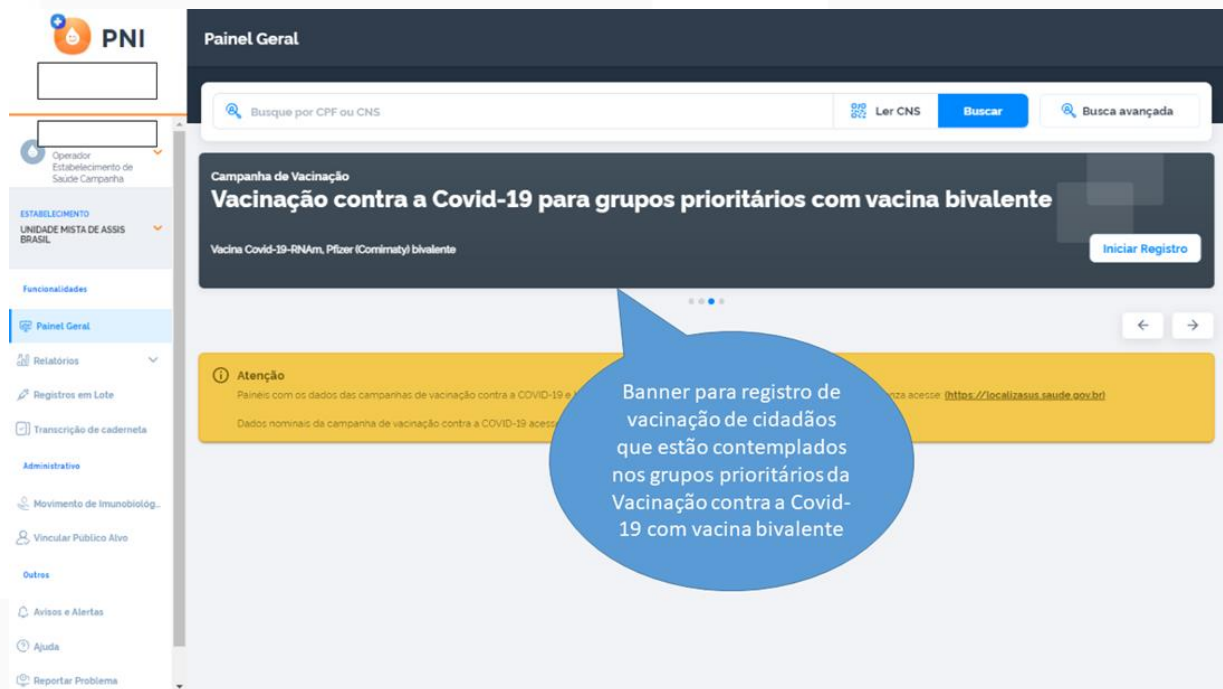 PNI
Painel Geral
Busque por CPF ou CNS
Ler CNS
Buscar
Busca avançada
Operador
Estabelecimento de
Saúde Campanha
ESTABELECIMENTO
UNIDADE MISTA DE ASSIS
BRASIL
Funcionalidades
Painel Geral
Relatórios
Registros em Lote
Transcrição de caderneta
Administrativo
Movimento de Imunobiológ...
Vincular Público Alvo
Outros
Avisos e Alertas
Ajuda
Reportar Problema
Campanha de Vacinação
Vacinação contra a Covid-19 para grupos prioritários com vacina bivalente
Vacina Covid-19-RNAm, Pfizer (Comirnaty) bivalente
Iniciar Registro
Atenção
Painéis com os dados das campanhas de vacinação contra a COVID-19 e acesse: (https://localizasus.saude.gov.br)
Dados nominais da campanha de vacinação contra a COVID-19
Banner para registro de
vacinação de cidadãos
que estão contemplados
nos grupos prioritários da
Vacinação contra a Covid-
19 com vacina bivalente